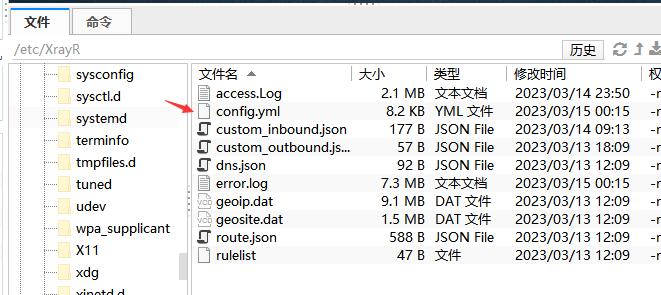 文件 命令
/etc/XrayR 历史
sysconfig
sysctl.d
systemd
terminfo
tmpfiles.d
tuned
udev
wpa_supplicant
X11
xdg
xinetd.d
文件名 大小 类型 修改时间 权
access.Log 2.1 MB 文本文档 2023/03/14 23:50 -r
config.yml 8.2 KB YML 文件 2023/03/15 00:15 -r
custom_inbound.json 177 B JSON File 2023/03/14 09:13 -r
custom_outbound.js... 57 B JSON File 2023/03/13 18:09 -r
dns.json 92 B JSON File 2023/03/13 12:09 -r
error.log 7.3 MB 文本文档 2023/03/15 00:15 -r
geoip.dat 9.1 MB DAT 文件 2023/03/13 12:09 -r
geosite.dat 1.5 MB DAT 文件 2023/03/13 12:09 -r
route.json 588 B JSON File 2023/03/13 12:09 -r
rulelist 47 B 文件 2023/03/13 12:09 -r